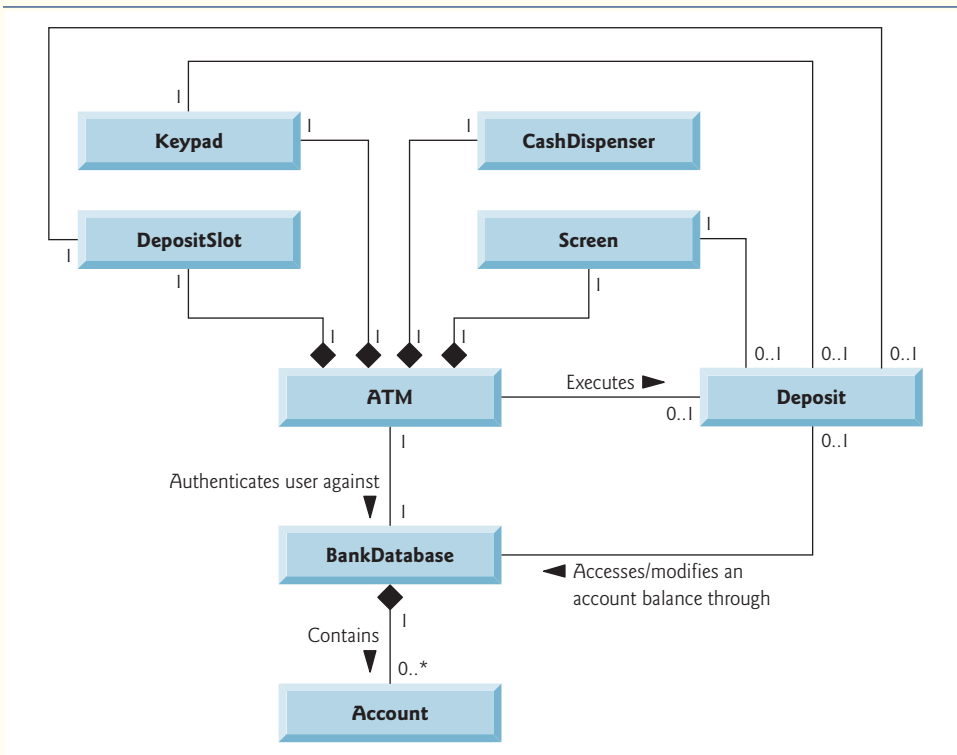 1
Keypad
1
1
CashDispenser
DepositSlot
1
1
Screen
1
1
1
1
1
1
0..1
0..1
0..1
ATM
Executes
0..1
Deposit
1
0..1
Authenticates user against
1
BankDatabase
Accesses/modifies an
account balance through
1
Contains
0..*
Account